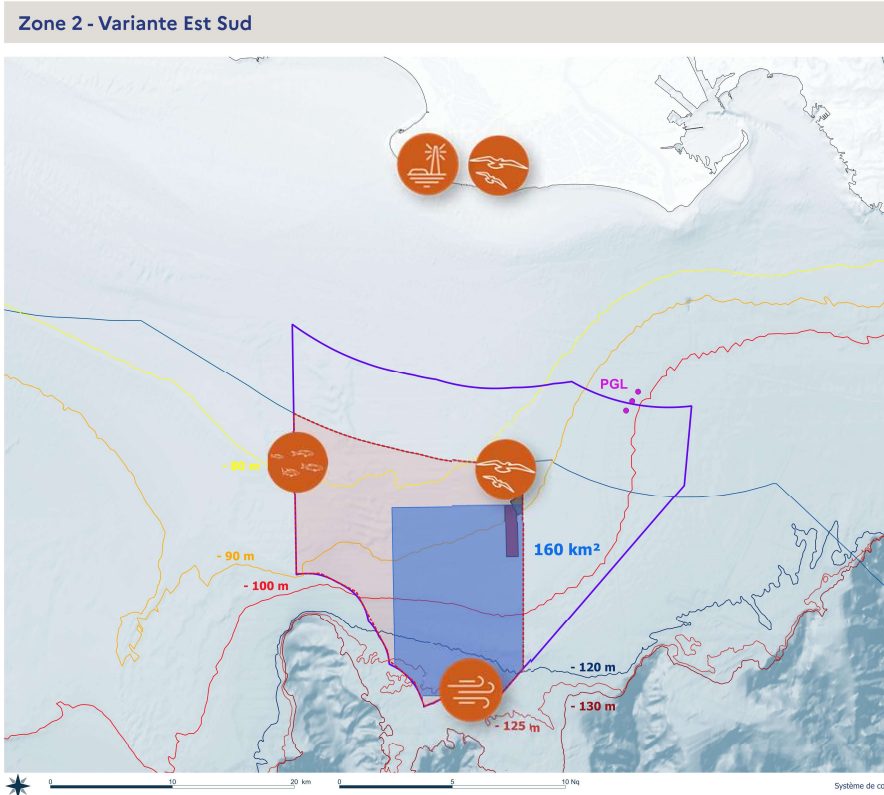 Zone 2 - Variante Est Sud
PGL
- 80 m
160 km²
- 90 m
- 100 m
- 120 m
- 130 m
- 125 m
0 10 20 km 0 5 10 Nq
Système de co